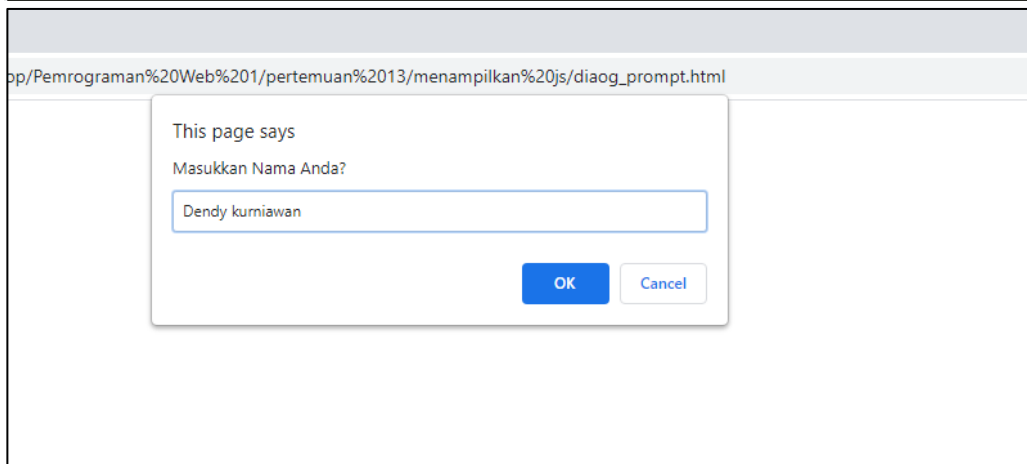 op/Pemrograman%20Web%201/pertemuan%2013/menampilkan%20js/diaog_prompt.html
This page says
Masukkan Nama Anda?
Dendy kurniawan
OK
Cancel